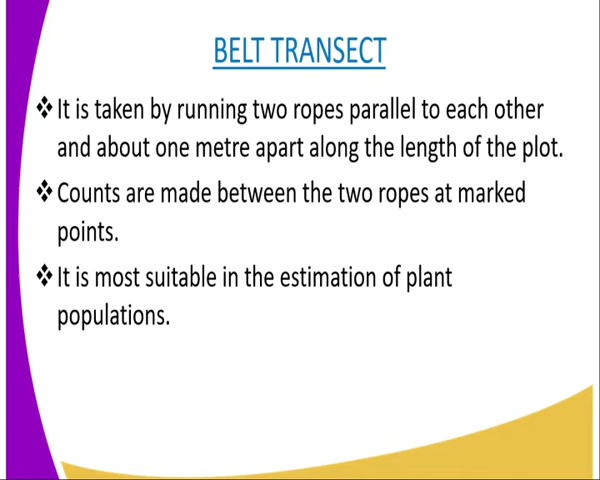 BELT TRANSECT
❖ It is taken by running two ropes parallel to each other
and about one metre apart along the length of the plot.
❖ Counts are made between the two ropes at marked
points.
❖ It is most suitable in the estimation of plant
populations.